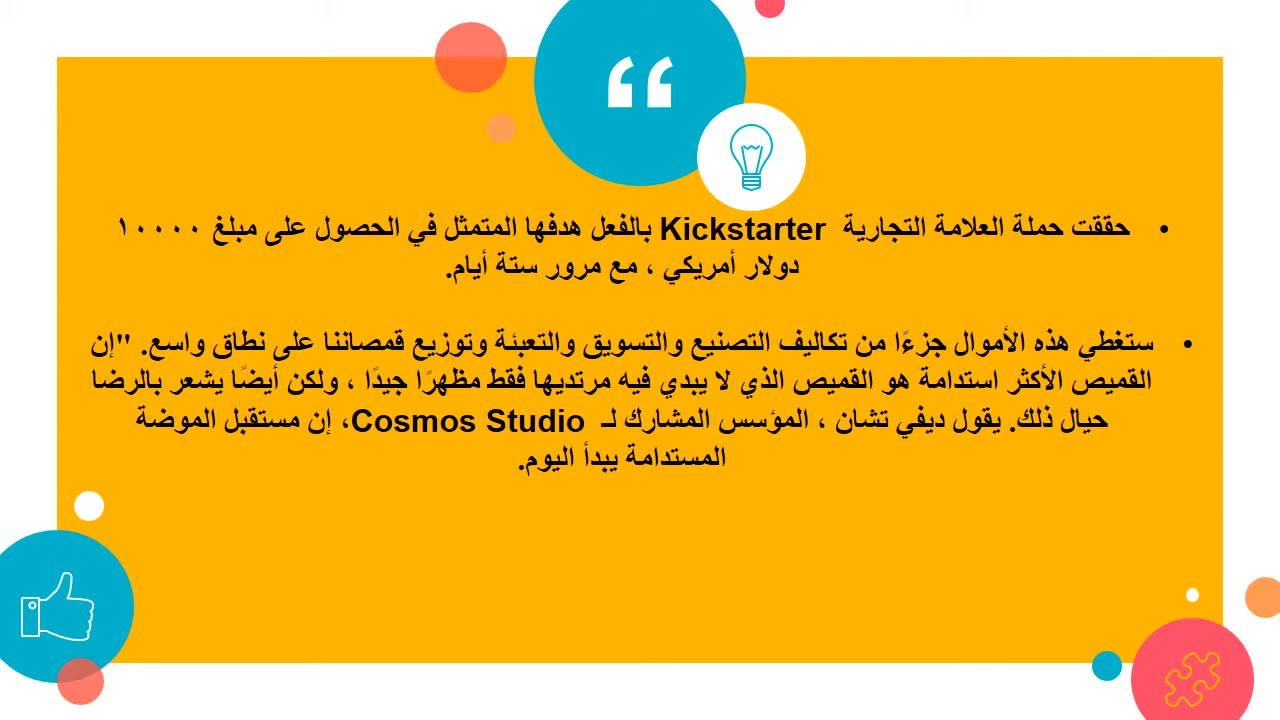 “
• حققت حملة العلامة التجارية Kickstarter بالفعل هدفها المتمثل في الحصول على مبلغ ١٠٠٠٠
دولار أمريكي ، مع مرور ستة أيام.
• ستغطي هذه الأموال جزءًا من تكاليف التصنيع والتسويق والتعبئة وتوزيع قمصاننا على نطاق واسع. "إن
القميص الأكثر استدامة هو القميص الذي لا يبدي فيه مرتديها فقط مظهرًا جيدًا ، ولكن أيضًا يشعر بالرضا
حيال ذلك. يقول ديفي تشان ، المؤسس المشارك لـ Cosmos Studio، إن مستقبل الموضة
المستدامة يبدأ اليوم.